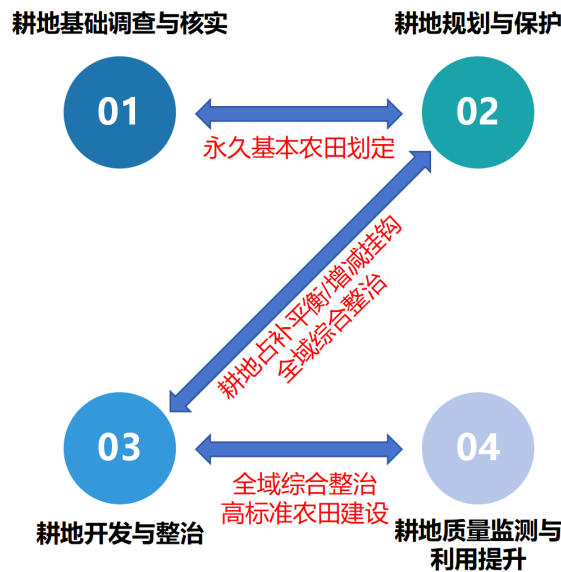 耕地基础调查与核实
耕地规划与保护
01
02
永久基本农田划定
耕地占补平衡/增减挂钩
全域综合整治
03
04
全域综合整治
高标准农田建设
耕地开发与整治
耕地质量监测与
利用提升